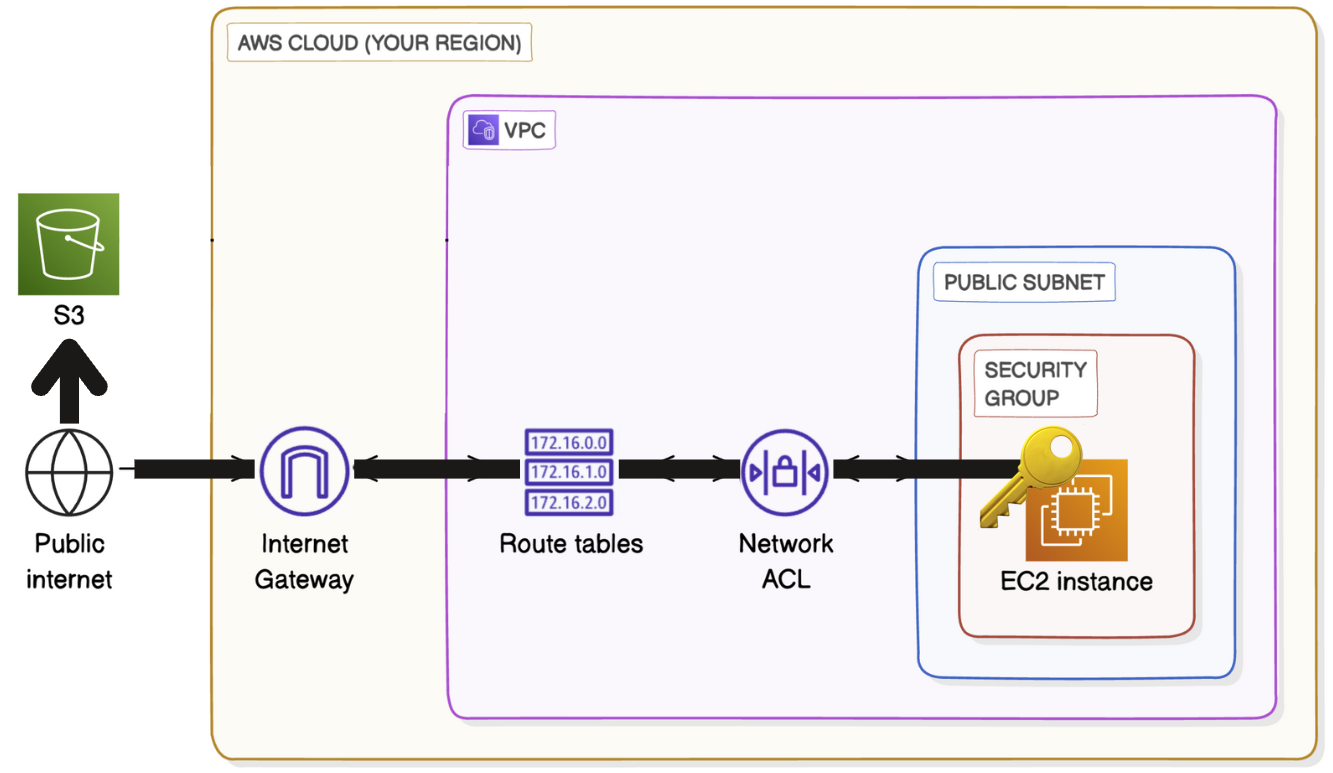 AWS CLOUD (YOUR REGION)
VPC
S3
PUBLIC SUBNET
SECURITY
GROUP
172.16.0.0
172.16.1.0
172.16.2.0
Public
internet
Internet
Gateway
Route tables
Network
ACL
EC2 instance